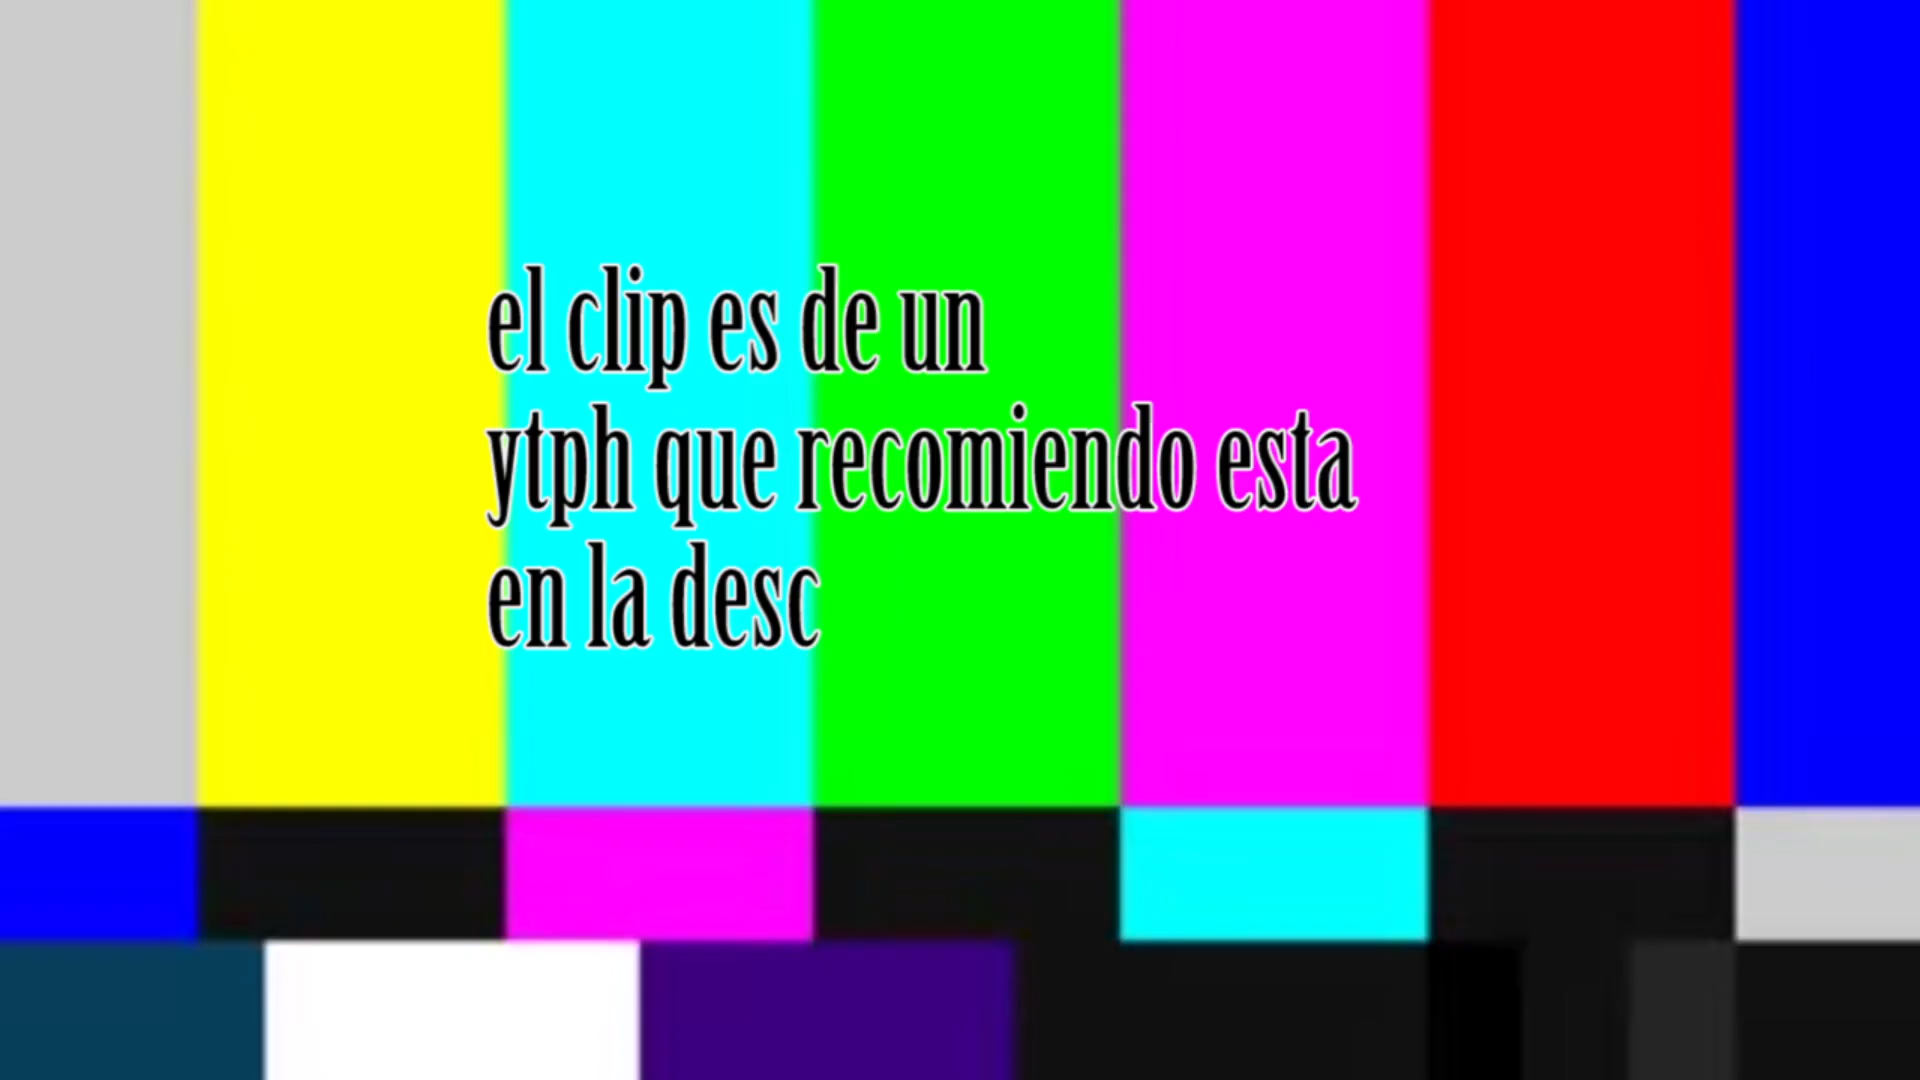 el clip es de un
ytph que recomiendo esta
en la desc